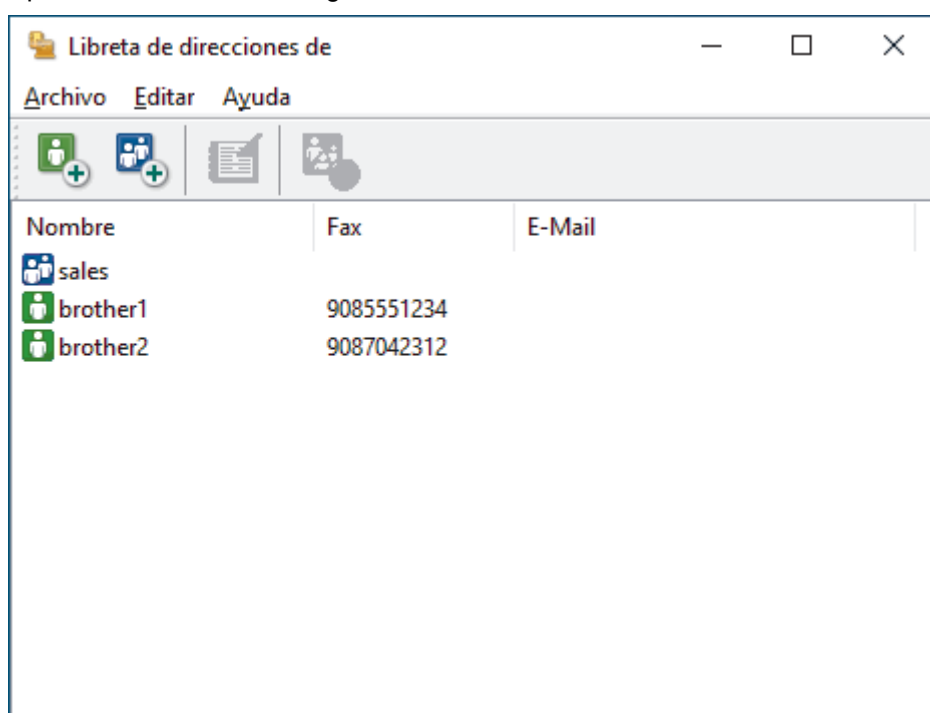 Libreta de direcciones de
Archivo Editar Ayuda
Nombre Fax E-Mail
sales
brother1 9085551234
brother2 9087042312